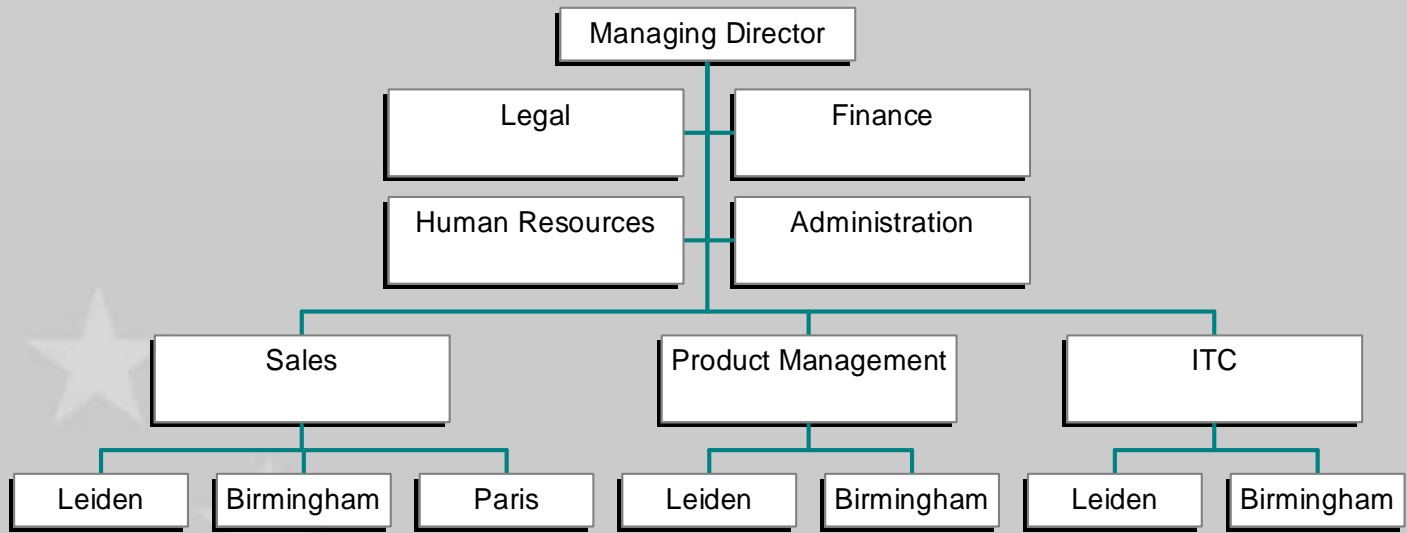 Managing Director
Legal
Finance
Human Resources
Administration
Sales
Product Management
ITC
Leiden
Birmingham
Paris
Leiden
Birmingham
Leiden
Birmingham